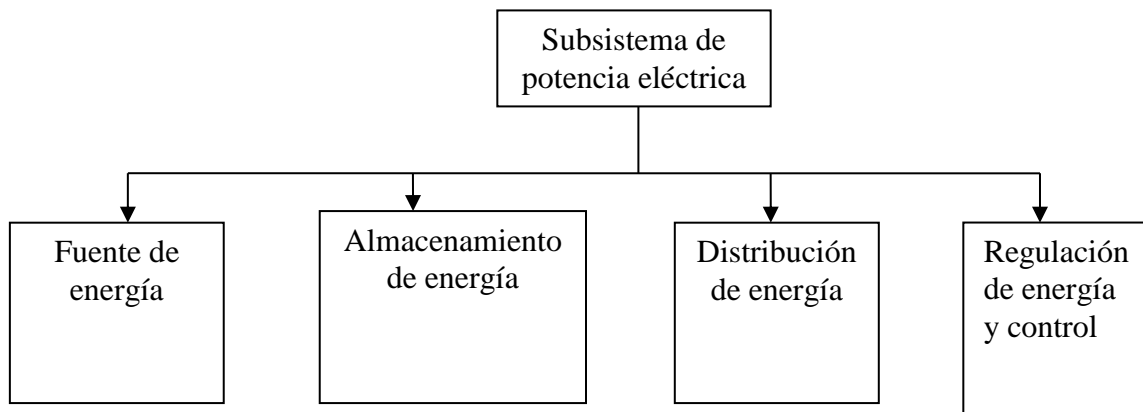 Subsistema de
potencia eléctrica
Fuente de
energía
Almacenamiento
de energía
Distribución
de energía
Regulación
de energía
y control